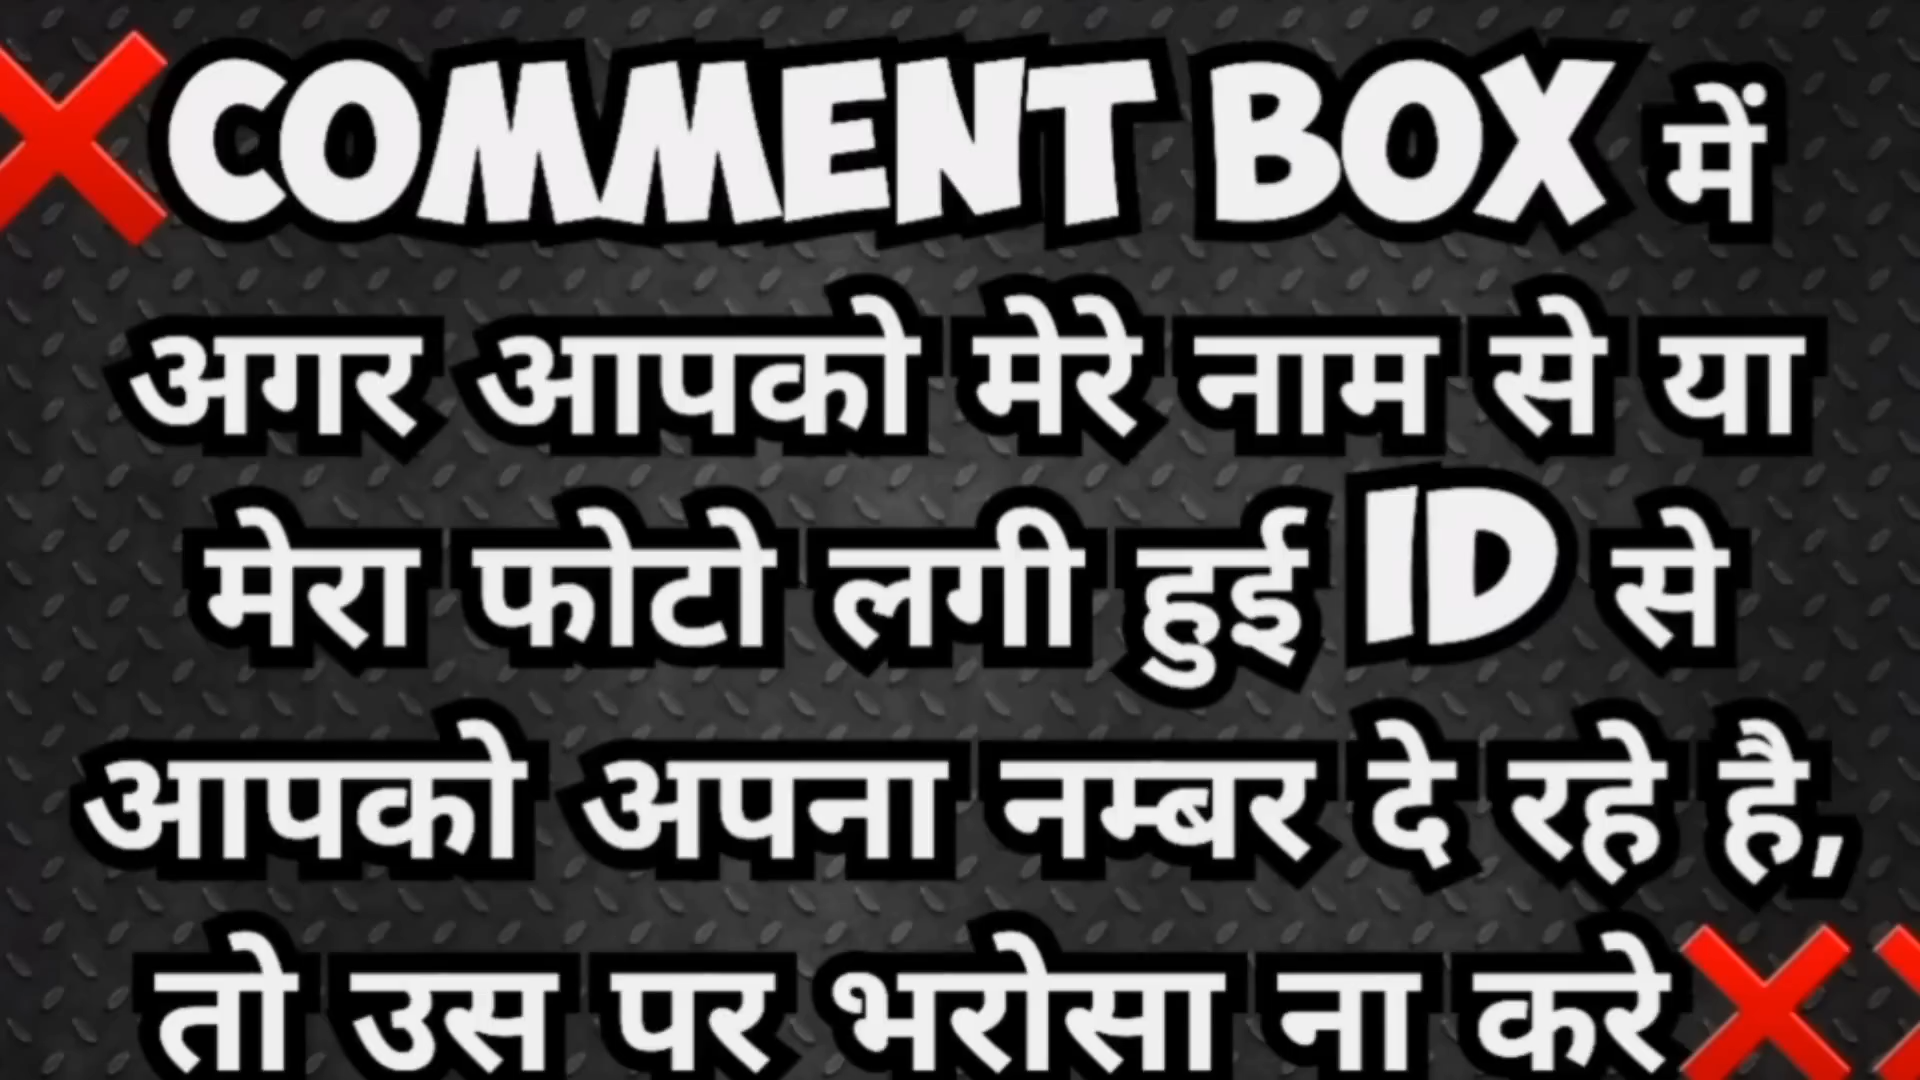 ❌COMMENT BOX में
अगर आपको मेरे नाम से या
मेरा फोटो लगी हुई ID से
आपको अपना नम्बर दे रहे है,
तो उस पर भरोसा ना करे❌❌